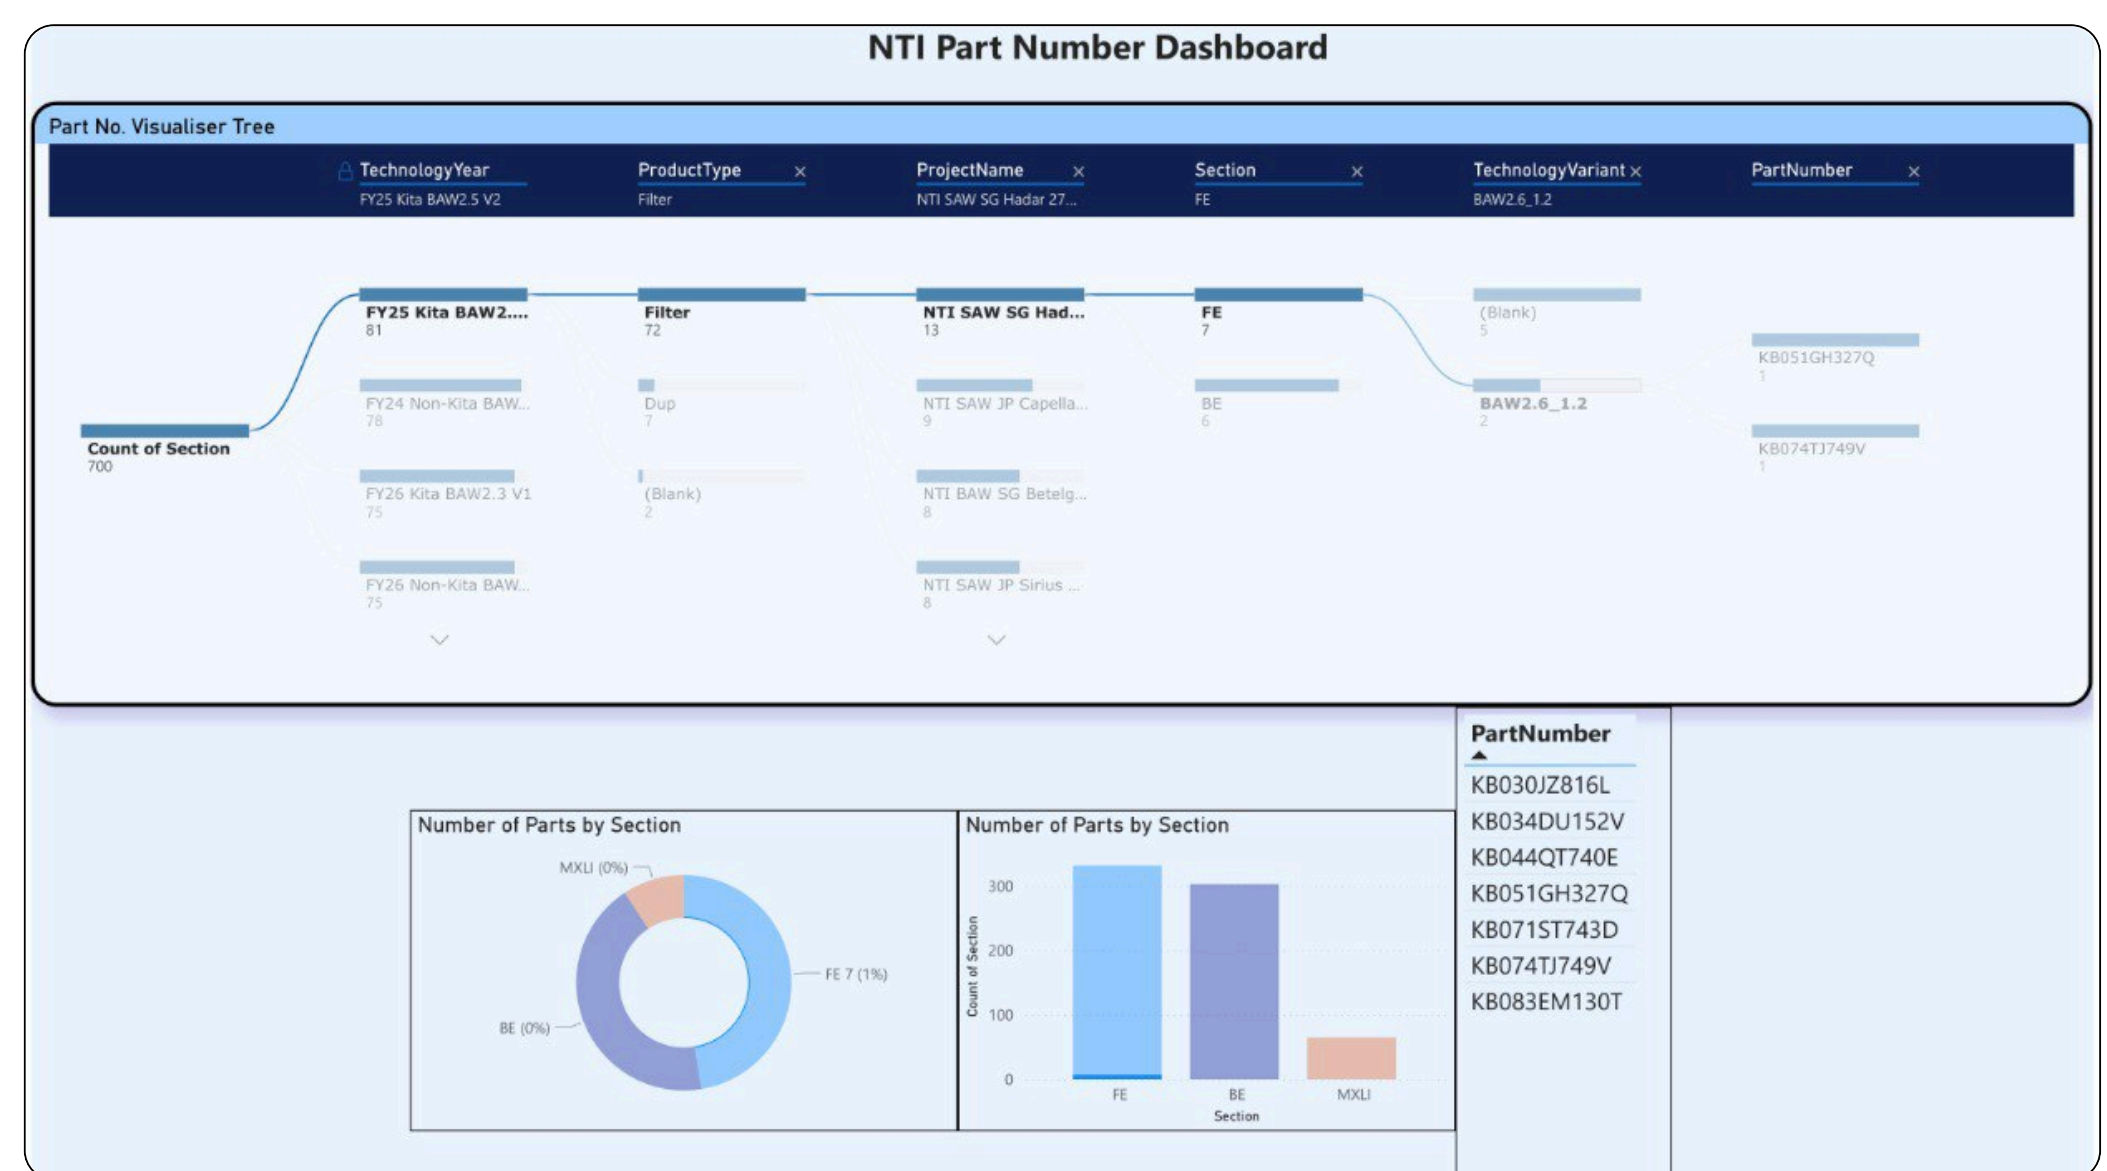 NTI Part Number Dashboard
Part No. Visualiser Tree
TechnologyYear
FY25 Kita BAW2.5 V2
ProductType ×
Filter
ProjectName ×
NTI SAW SG Hadar 27...
Section ×
FE
TechnologyVariant ×
BAW2.6_1.2
PartNumber ×
Count of Section
700
FY25 Kita BAW2....
81
FY24 Non-Kita BAW...
78
FY26 Kita BAW2.3 V1
75
FY26 Non-Kita BAW...
75
Filter
72
Dup
7
(Blank)
2
NTI SAW SG Had...
13
NTI SAW JP Capella...
9
NTI BAW SG Betelg...
8
NTI SAW JP Sirius ...
8
FE
7
BE
6
(Blank)
5
BAW2.6_1.2
2
KB051GH327Q
1
KB074TJ749V
1
Number of Parts by Section
MXLI (0%)
FE 7 (1%)
BE (0%)
Number of Parts by Section
Count of Section
300
200
100
0
FE
BE
MXLI
Section
PartNumber
KB030JZ816L
KB034DU152V
KB044QT740E
KB051GH327Q
KB071ST743D
KB074TJ749V
KB083EM130T